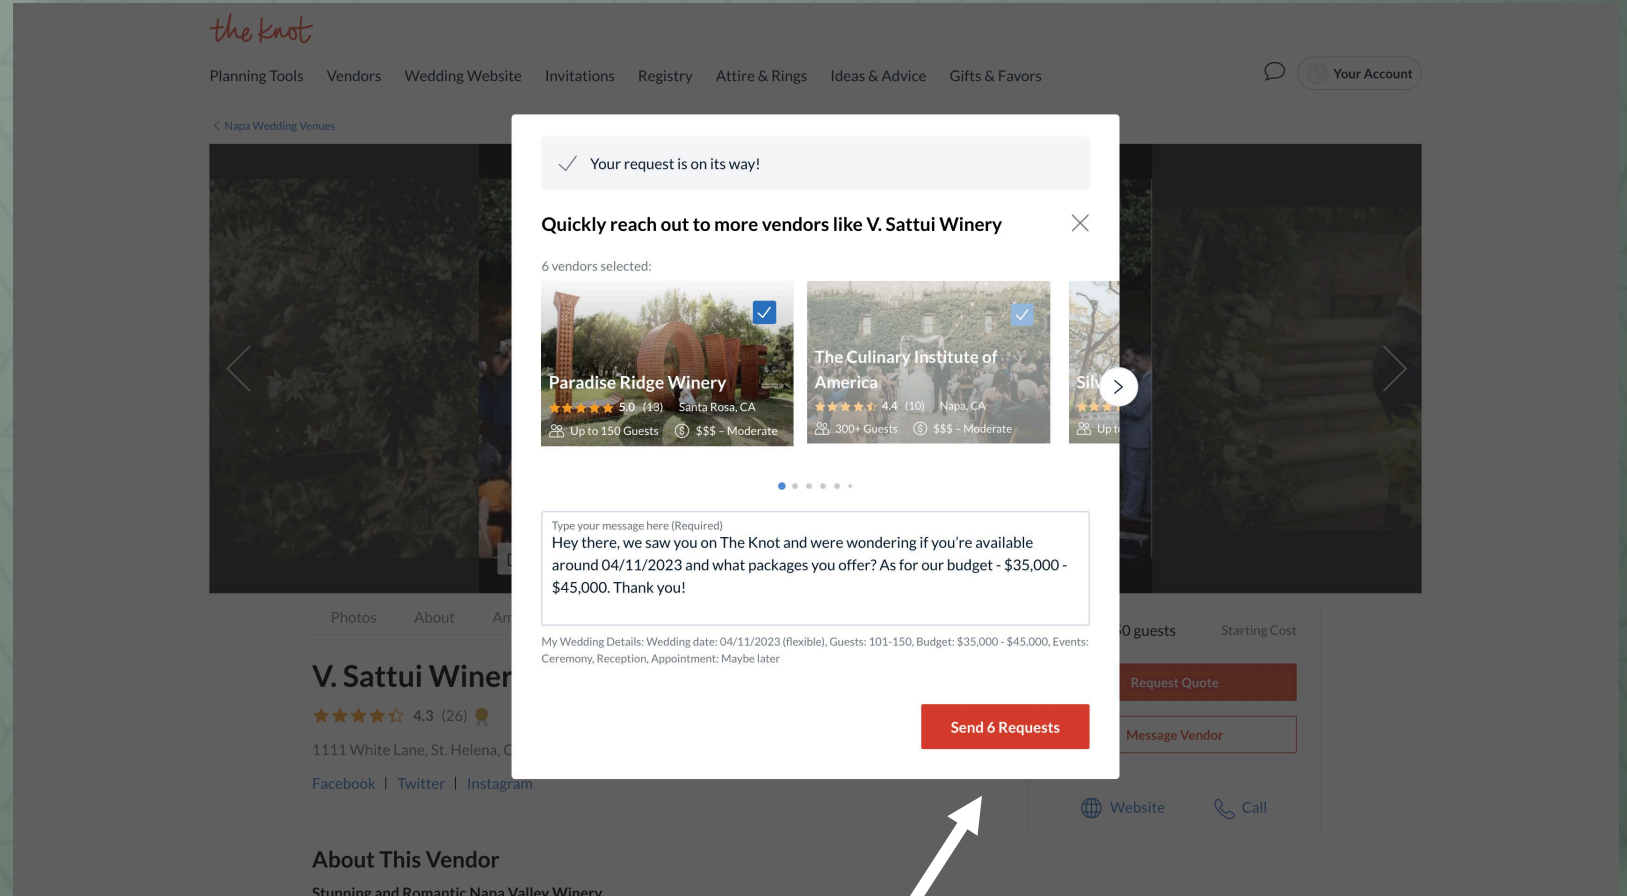 the knot
Planning Tools Vendors Wedding Website Invitations Registry Attire & Rings Ideas & Advice Gifts & Favors
Your Account
< Napa Wedding Venues
Your request is on its way!
Quickly reach out to more vendors like V. Sattui Winery
6 vendors selected:
Paradise Ridge Winery
5.0 (13) Santa Rosa, CA
Up to 150 Guests $$$ – Moderate
The Culinary Institute of
America
4.4 (10) Napa, CA
300+ Guests $$$ – Moderate
Type your message here (Required)
Hey there, we saw you on The Knot and were wondering if you’re available
around 04/11/2023 and what packages you offer? As for our budget - $35,000 -
$45,000. Thank you!
My Wedding Details: Wedding date: 04/11/2023 (flexible), Guests: 101-150, Budget: $35,000 - $45,000, Events:
Ceremony, Reception, Appointment: Maybe later
Send 6 Requests
Photos About
V. Sattui Winer
4.3 (26)
1111 White Lane, St. Helena,
Facebook | Twitter | Instagram
guests Starting Cost
Request Quote
Message Vendor
Website Call
About This Vendor
Stunning and Romantic Napa Valley Winery